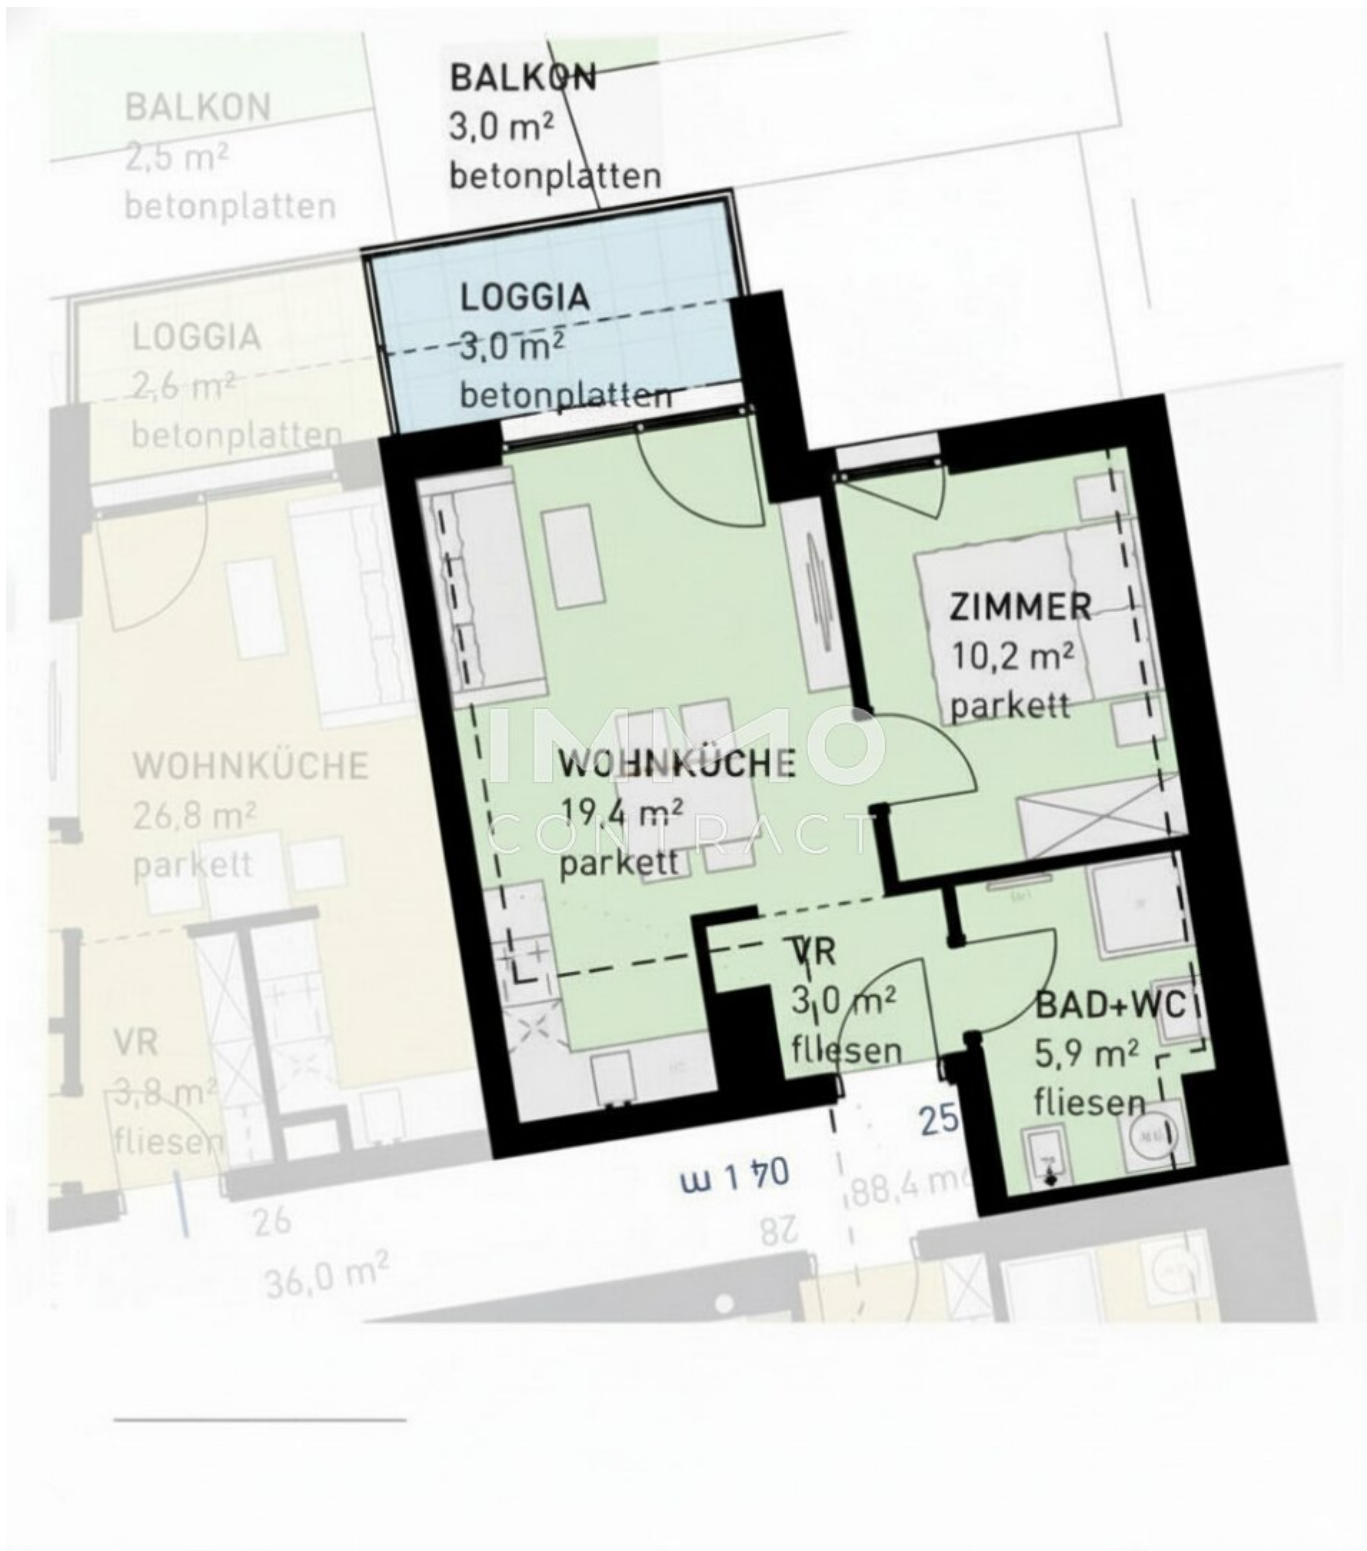 BALKON
3,0 m²
betonplatten
BALKON
2,5 m²
betonplatten
LOGGIA
3,0 m²
betonplatten
LOGGIA
2,6 m²
betonplatten
ZIMMER
10,2 m²
parkett
IMMO
CONTRACT
WOHNKÜCHE
19,4 m²
parkett
WOHNKÜCHE
26,8 m²
parkett
VR
3,0 m²
fliesen
BAD+WC
5,9 m²
fliesen
VR
3,8 m²
fliesen
25
88,4 m
26
36,0 m²
28